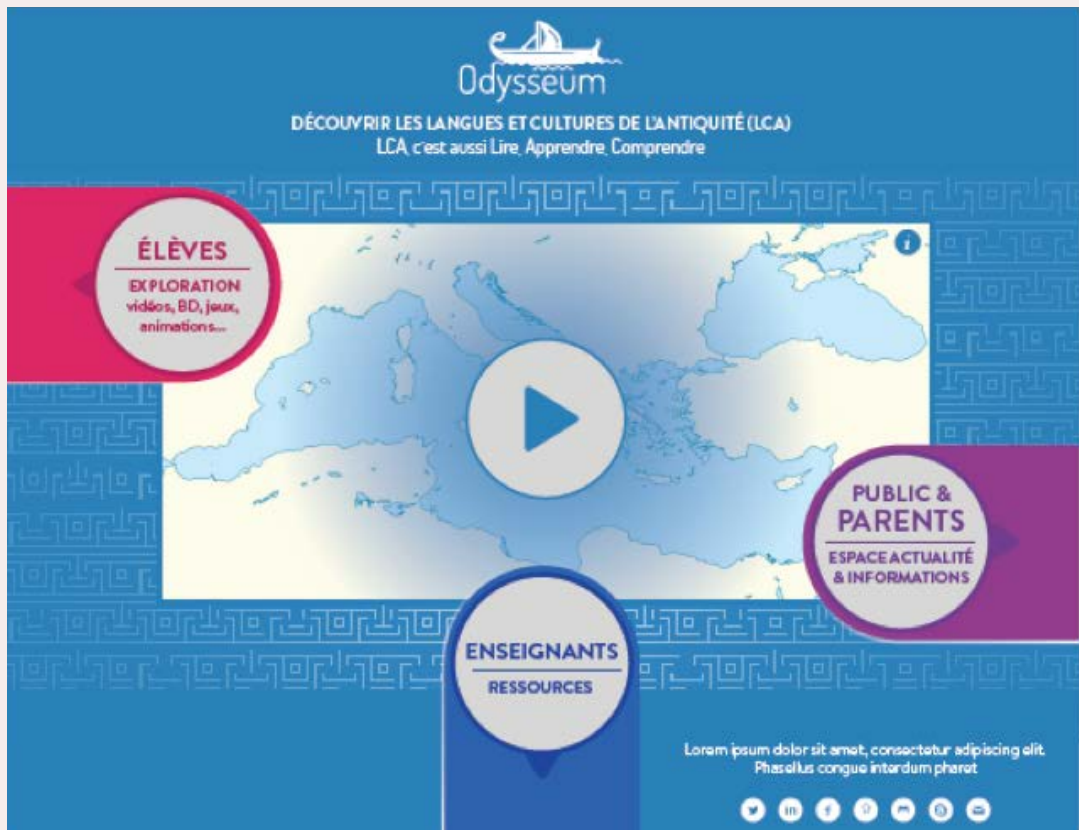 Odysseum
DÉCOUVRIR LES LANGUES ET CULTURES DE L'ANTIQUITÉ (LCA)
LCA, c'est aussi Lire, Apprendre, Comprendre
ÉLÈVES
EXPLORATION
vidéos, BD, jeux,
animations...
i
PUBLIC &
PARENTS
ESPACE ACTUALITÉ
& INFORMATIONS
ENSEIGNANTS
RESSOURCES
Lorem ipsum dolor sit amet, consectetur adipiscing elit.
Phasellus congue interdum pharet